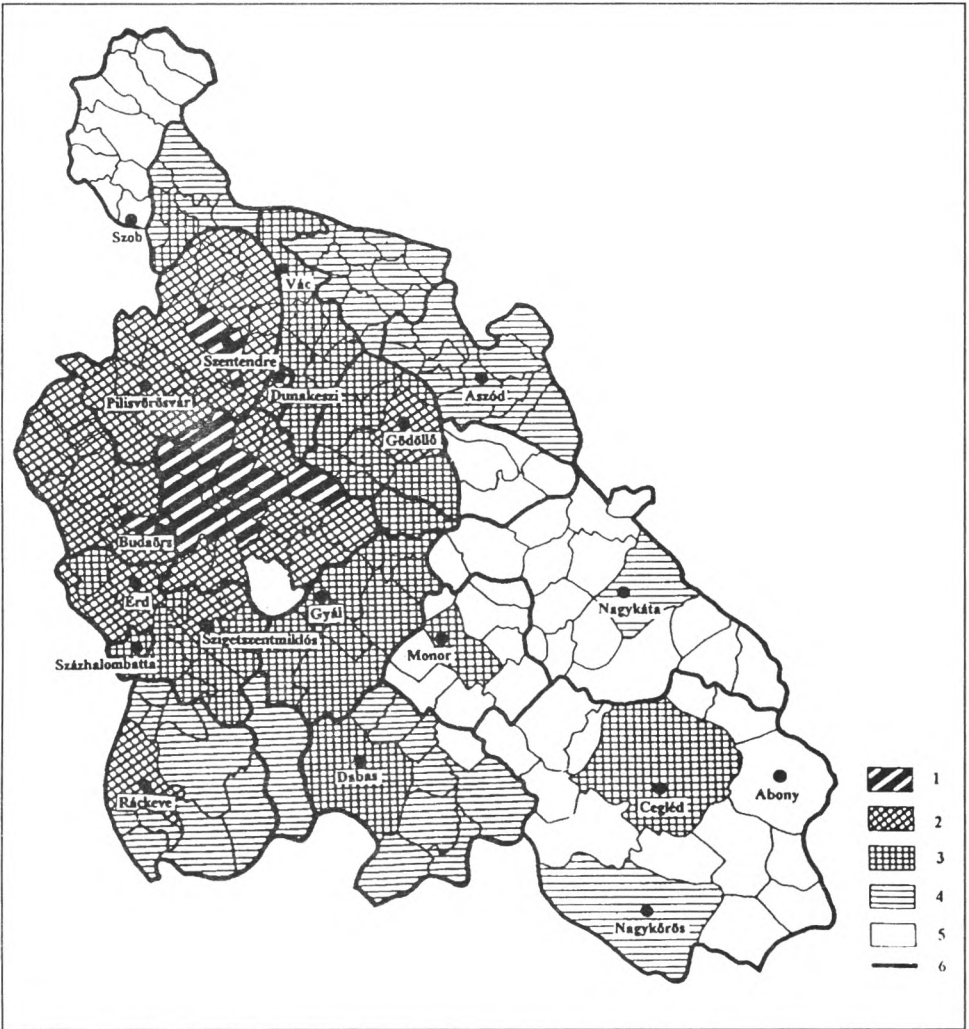 Szob
Vác
Szentendre
Pilisvörösvár
Dunakeszi
Aszód
Gödöllő
Budaörs
Érd
Gyál
Nagykáta
Szigetszentmiklós
Monor
Százhalombatta
Dabas
Ráckeve
Cegléd
Abony
Nagykőrös
1
2
3
4
5
6